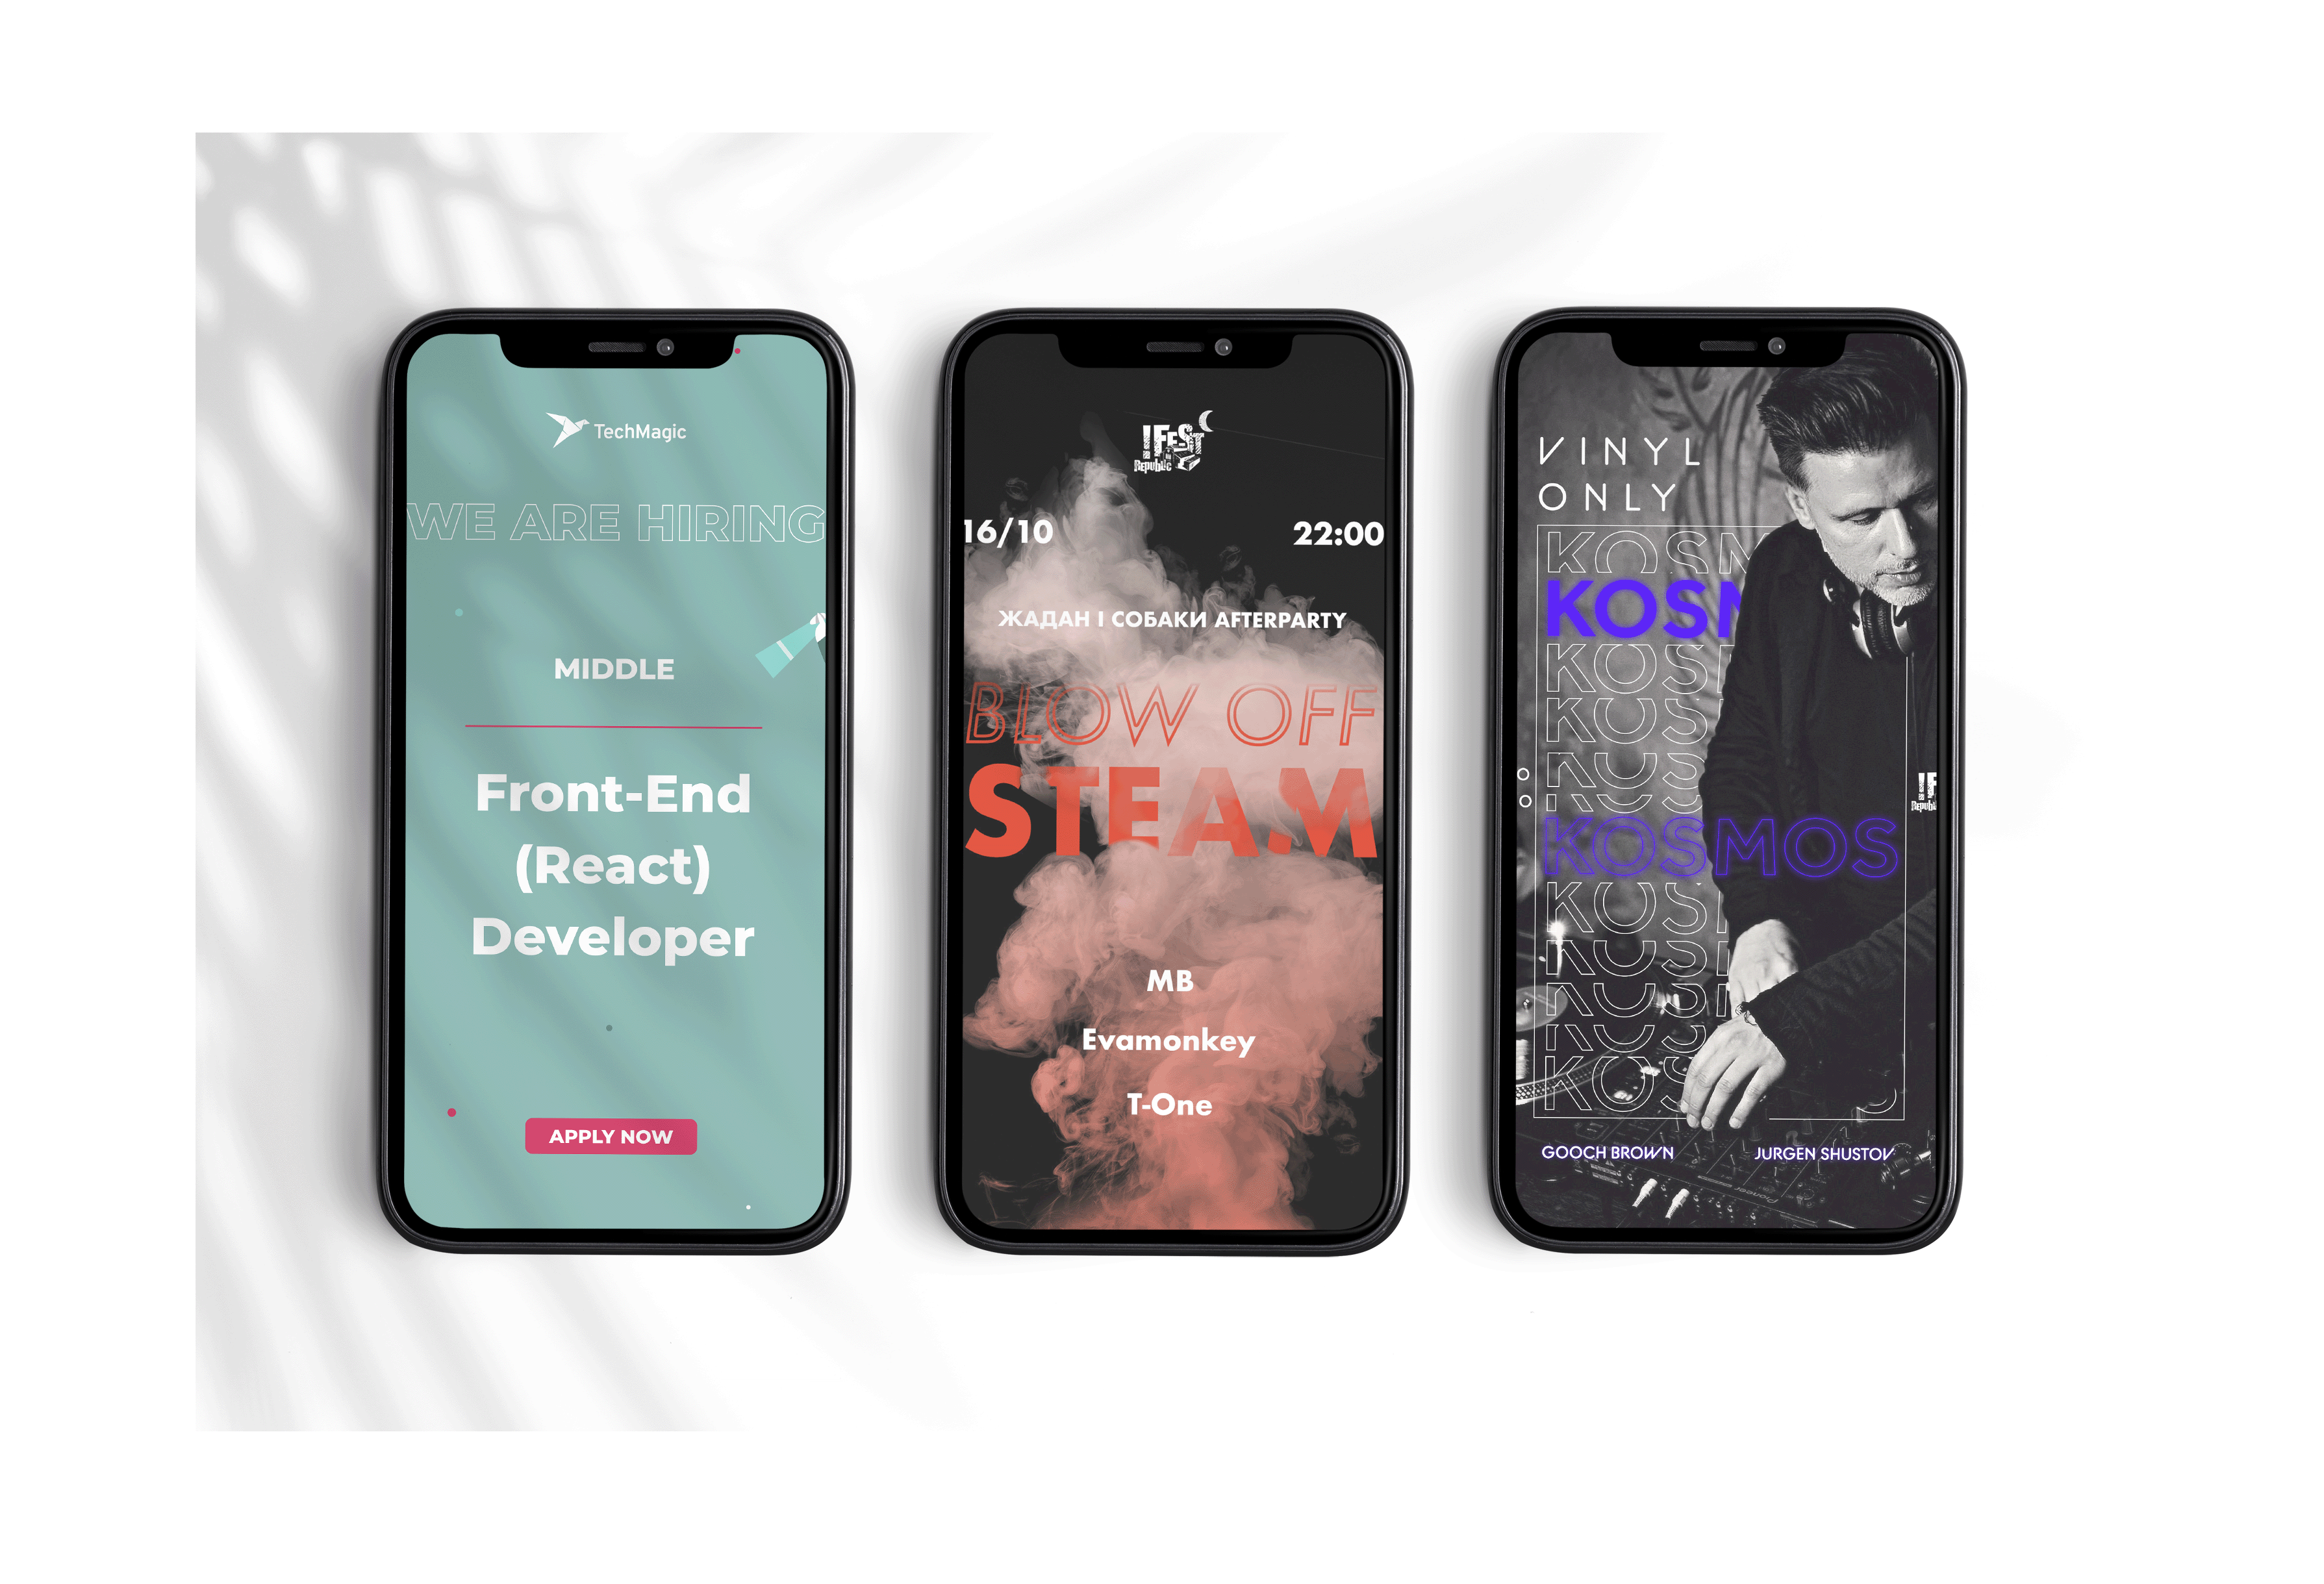 TechMagic
WE ARE HIRING
MIDDLE
Front-End
(React)
Developer
APPLY NOW
!FEST
Republic
16/10
22:00
ЖАДАН І СОБАКИ AFTERPARTY
BLOW OFF
STEAM
MB
Evamonkey
T-One
VINYL
ONLY
KOSM
KOSM
KOS
KOS
KOS
KOS
KOSMOS
KOS
KOS
KOS
KOS
KOS
!F
Republ
GOOCH BROWN
JURGEN SHUSTOV
Pioneer